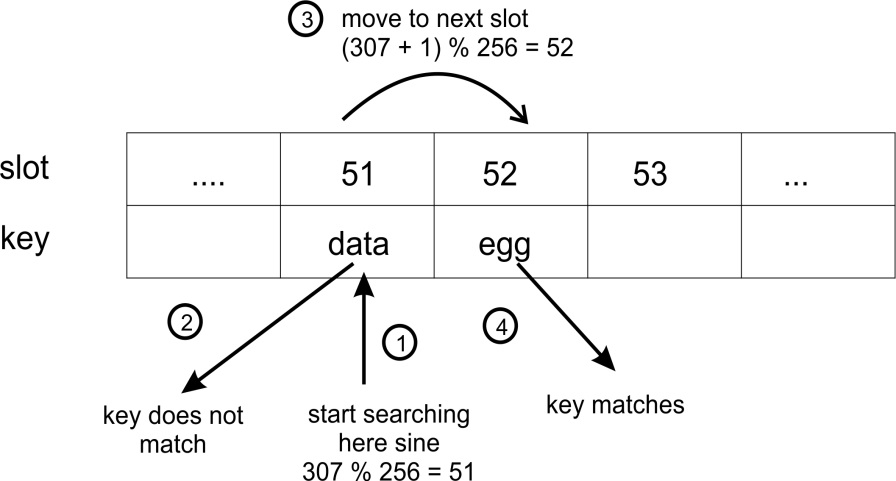 3 move to next slot
(307 + 1) % 256 = 52
slot .... 51 52 53 ...
key data egg
2
1
4
key does not
match
start searching
here sine
307 % 256 = 51
key matches